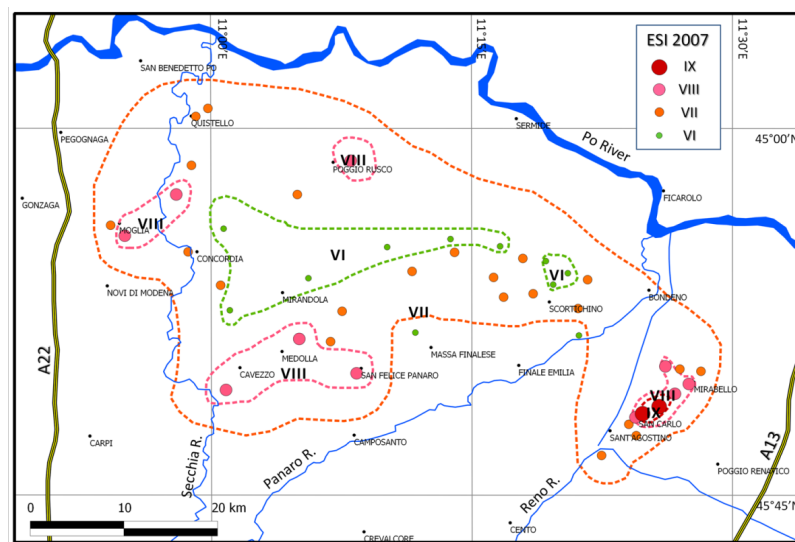 11°00'E
11°15'E
11°30'E
ESI 2007
IX
VIII
VII
VI
SAN BENEDETTO PO
PEGOGNAGA
QUISTELLO
SERMIDE
45°00'N
Po River
VIII
POGGIO RUSCO
GONZAGA
FICAROLO
VIII
MOGLIA
CONCORDIA
VI
VI
NOVI DI MODENA
MIRANDOLA
BONDENO
SCORTICHINO
VII
A22
MEDOLLA
MASSA FINALESE
CAVEZZO
VIII
SAN FELICE PANARO
FINALE EMILIA
VIII
MIRABELLO
IX
SAN CARLO
CARPI
Secchia R.
CAMPOSANTO
SANT'AGOSTINO
A13
Panaro R.
POGGIO RENATICO
Reno R.
0
10
20 km
45°45'N
CENTO
CREVALCORE